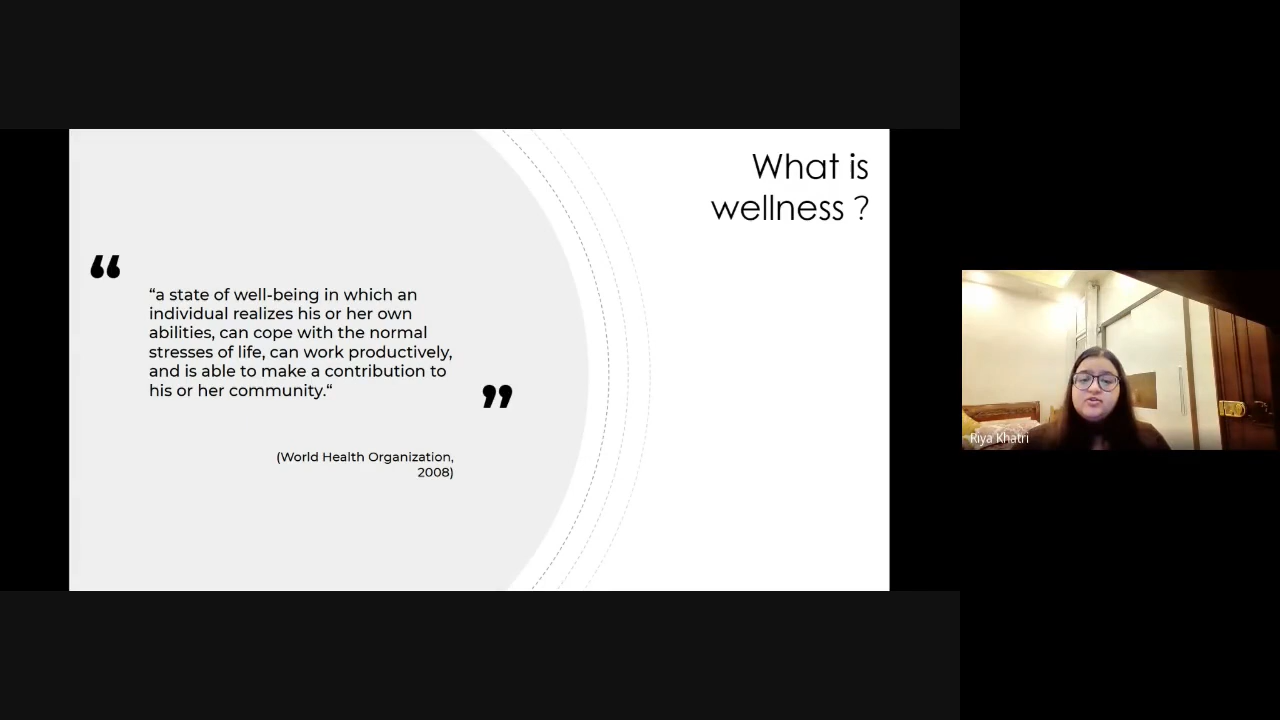 What is
wellness ?
“
“a state of well-being in which an
individual realizes his or her own
abilities, can cope with the normal
stresses of life, can work productively,
and is able to make a contribution to
his or her community.“
”
(World Health Organization,
2008)
Riya Khatri